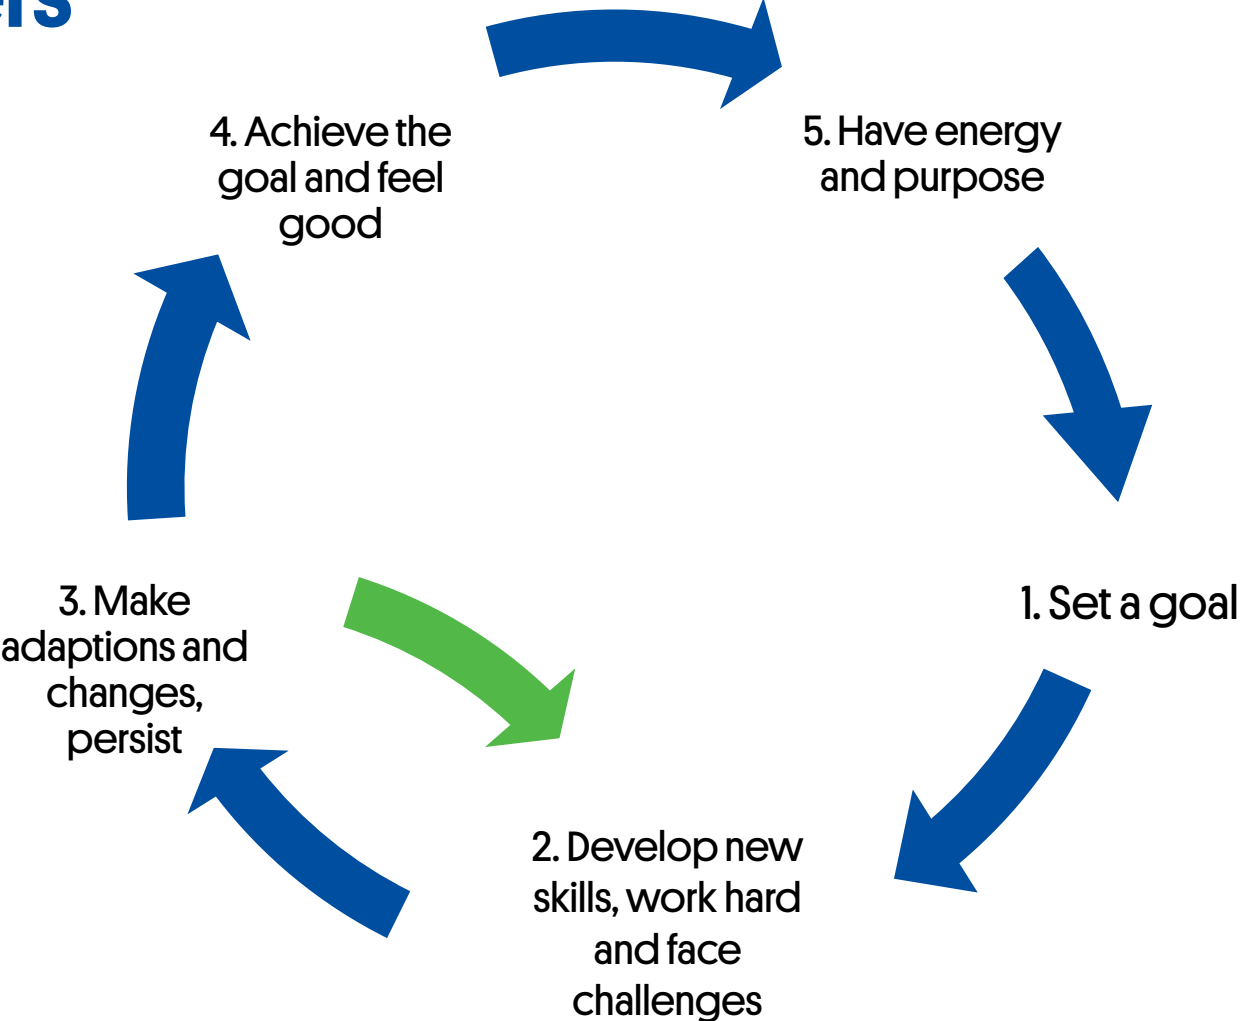 4. Achieve the
goal and feel
good
5. Have energy
and purpose
3. Make
adaptions and
changes,
persist
1. Set a goal
2. Develop new
skills, work hard
and face
challenges